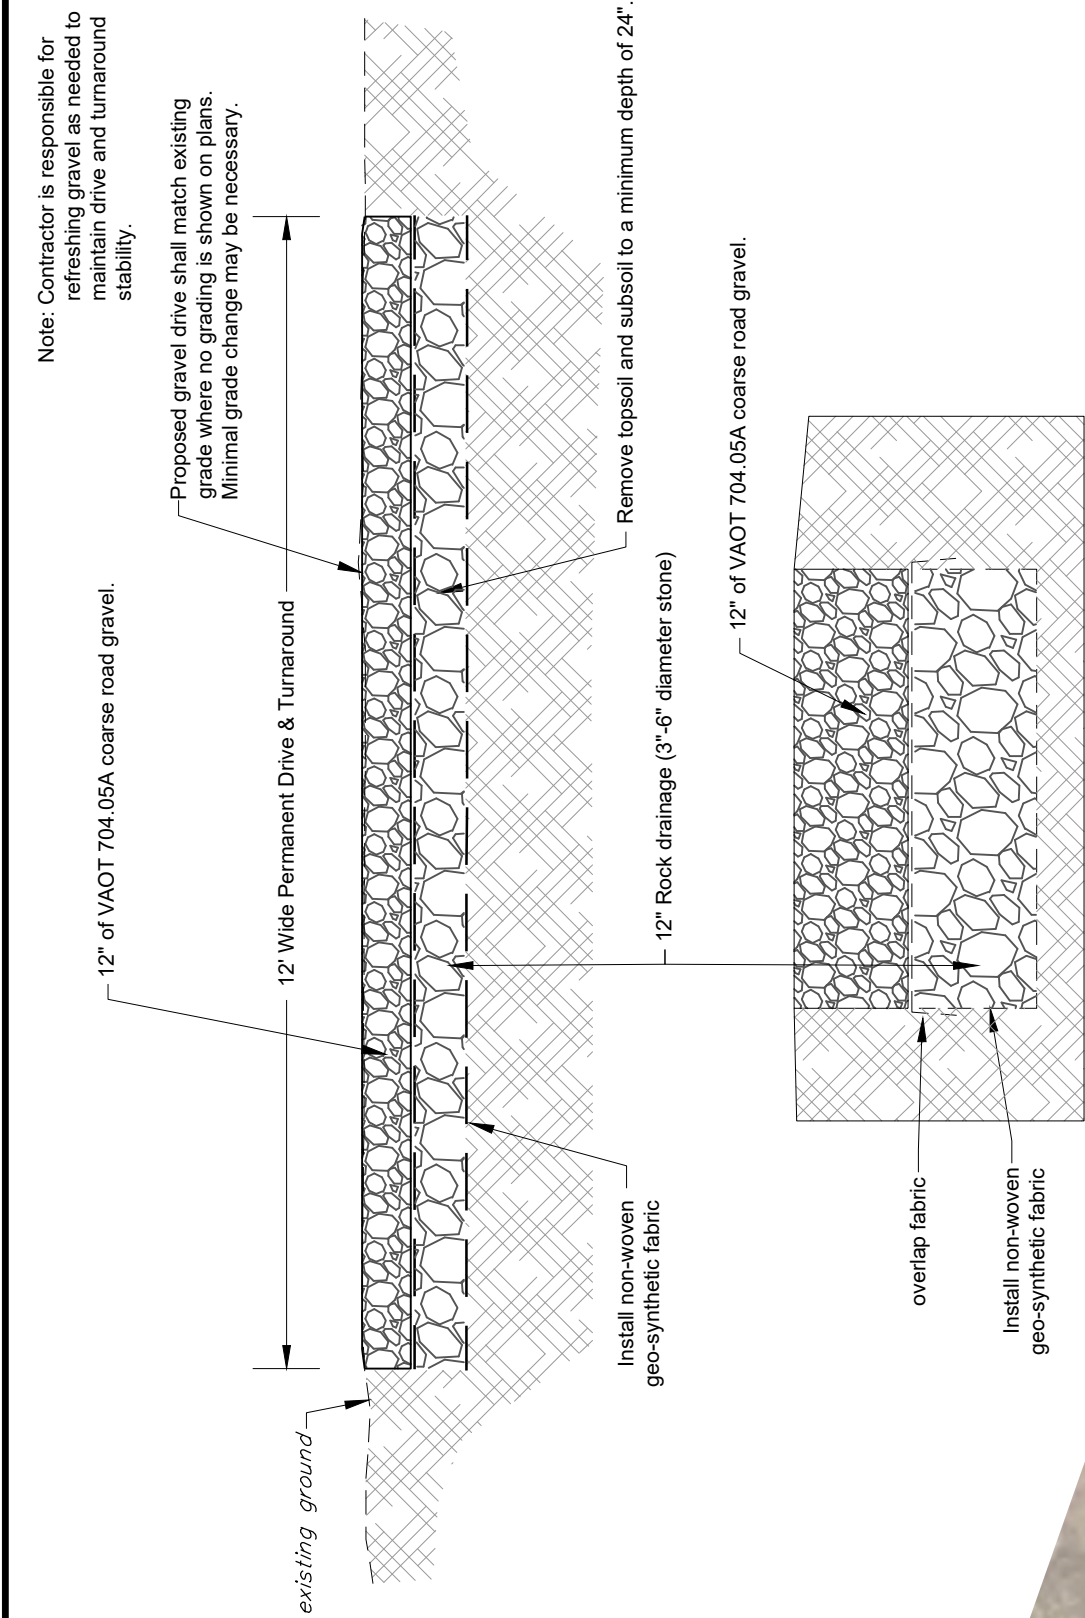 Note: Contractor is responsible for
refreshing gravel as needed to
maintain drive and turnaround
stability.
Proposed gravel drive shall match existing
grade where no grading is shown on plans.
Minimal grade change may be necessary.
12" of VAOT 704.05A coarse road gravel.
12' Wide Permanent Drive & Turnaround
existing ground
Remove topsoil and subsoil to a minimum depth of 24".
Install non-woven
geo-synthetic fabric
12" Rock drainage (3"-6" diameter stone)
12" of VAOT 704.05A coarse road gravel.
overlap fabric
Install non-woven
geo-synthetic fabric